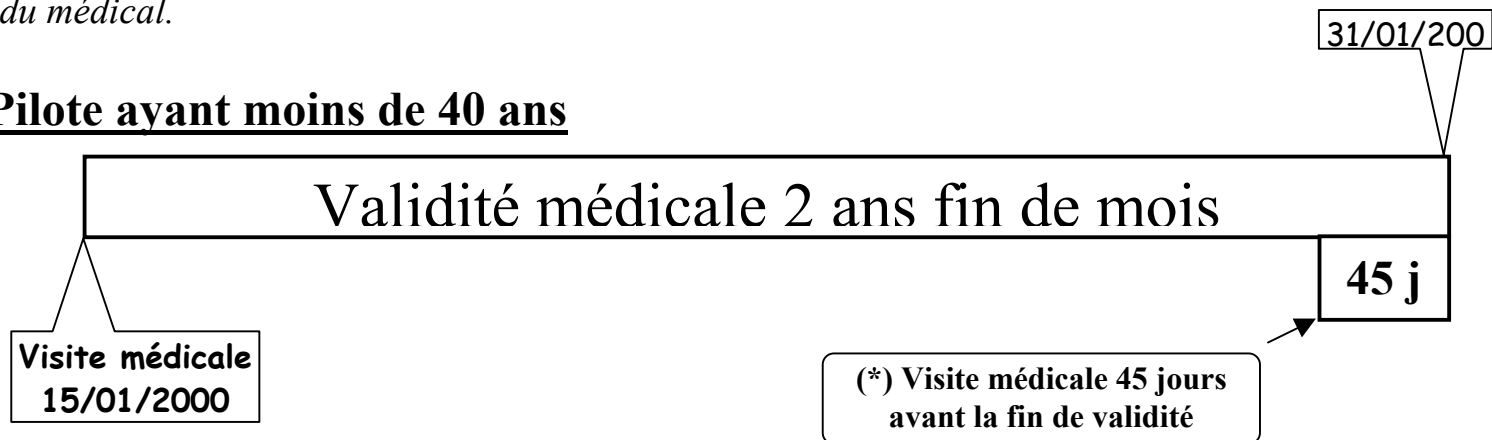 du médical.
31/01/200
Pilote ayant moins de 40 ans
Validité médicale 2 ans fin de mois
45 j
Visite médicale
15/01/2000
(*) Visite médicale 45 jours
avant la fin de validité